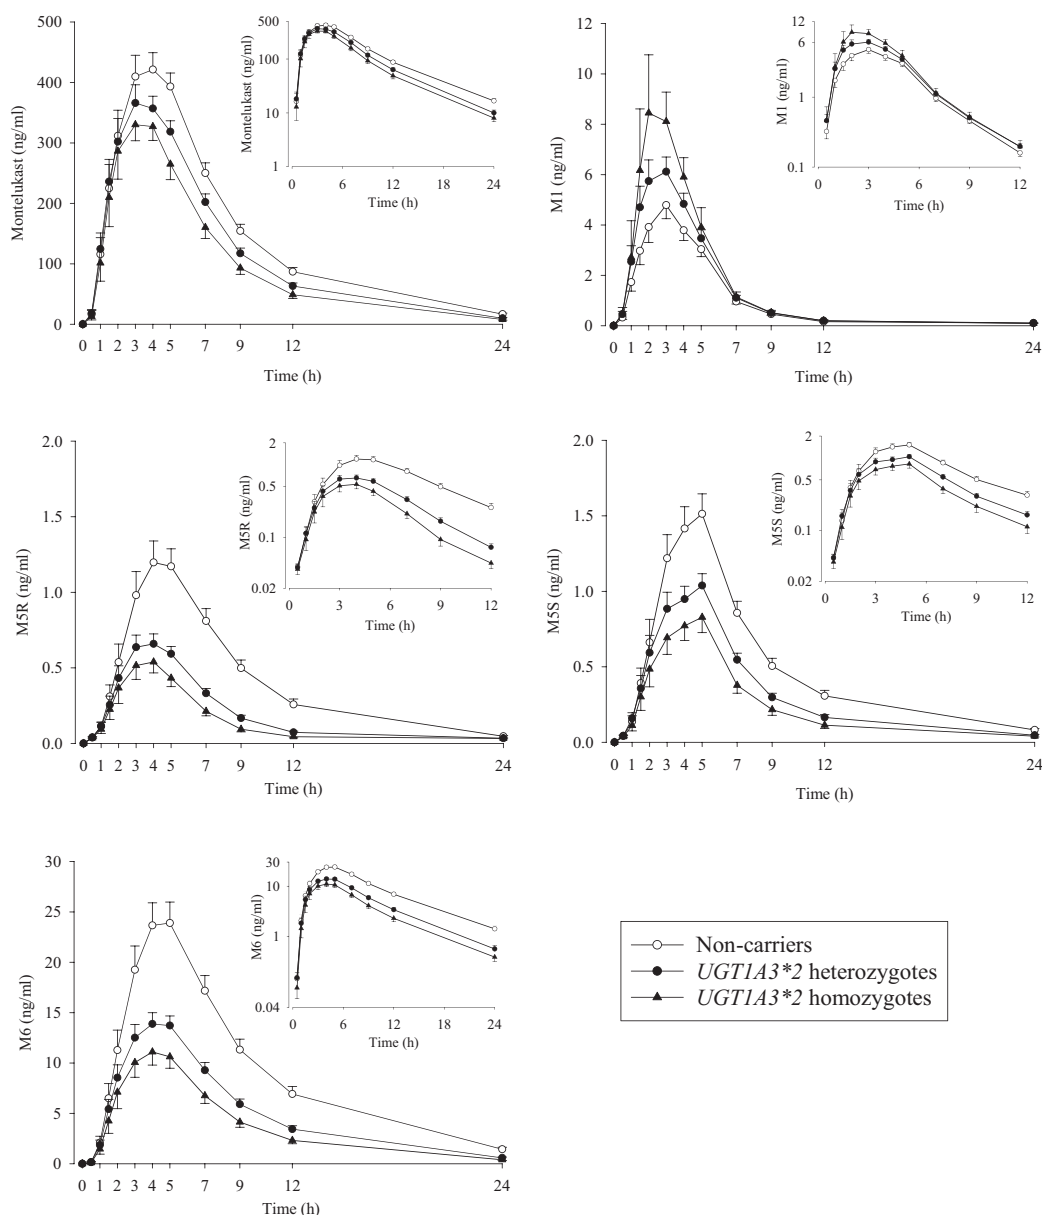 500
400
300
200
100
0
Montelukast (ng/ml)
0 1 2 3 4 5 7 9 12 24
Time (h)
500
100
10
1
Montelukast (ng/ml)
0 6 12 24
Time (h)
12
10
8
6
4
2
0
M1 (ng/ml)
0 1 2 3 4 5 7 9 12 24
Time (h)
12
6
1
0.1
M1 (ng/ml)
0 3 6 9 12
Time (h)
2.0
1.5
1.0
0.5
0.0
M5R (ng/ml)
0 1 2 3 4 5 7 9 12 24
Time (h)
2
0.5
0.1
0.02
M5R (ng/ml)
0 3 6 9 12
Time (h)
2.0
1.5
1.0
0.5
0.0
M5S (ng/ml)
0 1 2 3 4 5 7 9 12 24
Time (h)
2
0.5
0.1
0.02
M5S (ng/ml)
0 3 6 9 12
Time (h)
30
25
20
15
10
5
0
M6 (ng/ml)
0 1 2 3 4 5 7 9 12 24
Time (h)
30
10
1
0.04
M6 (ng/ml)
0 6 12 24
Time (h)
Non-carriers
UGT1A3*2 heterozygotes
UGT1A3*2 homozygotes